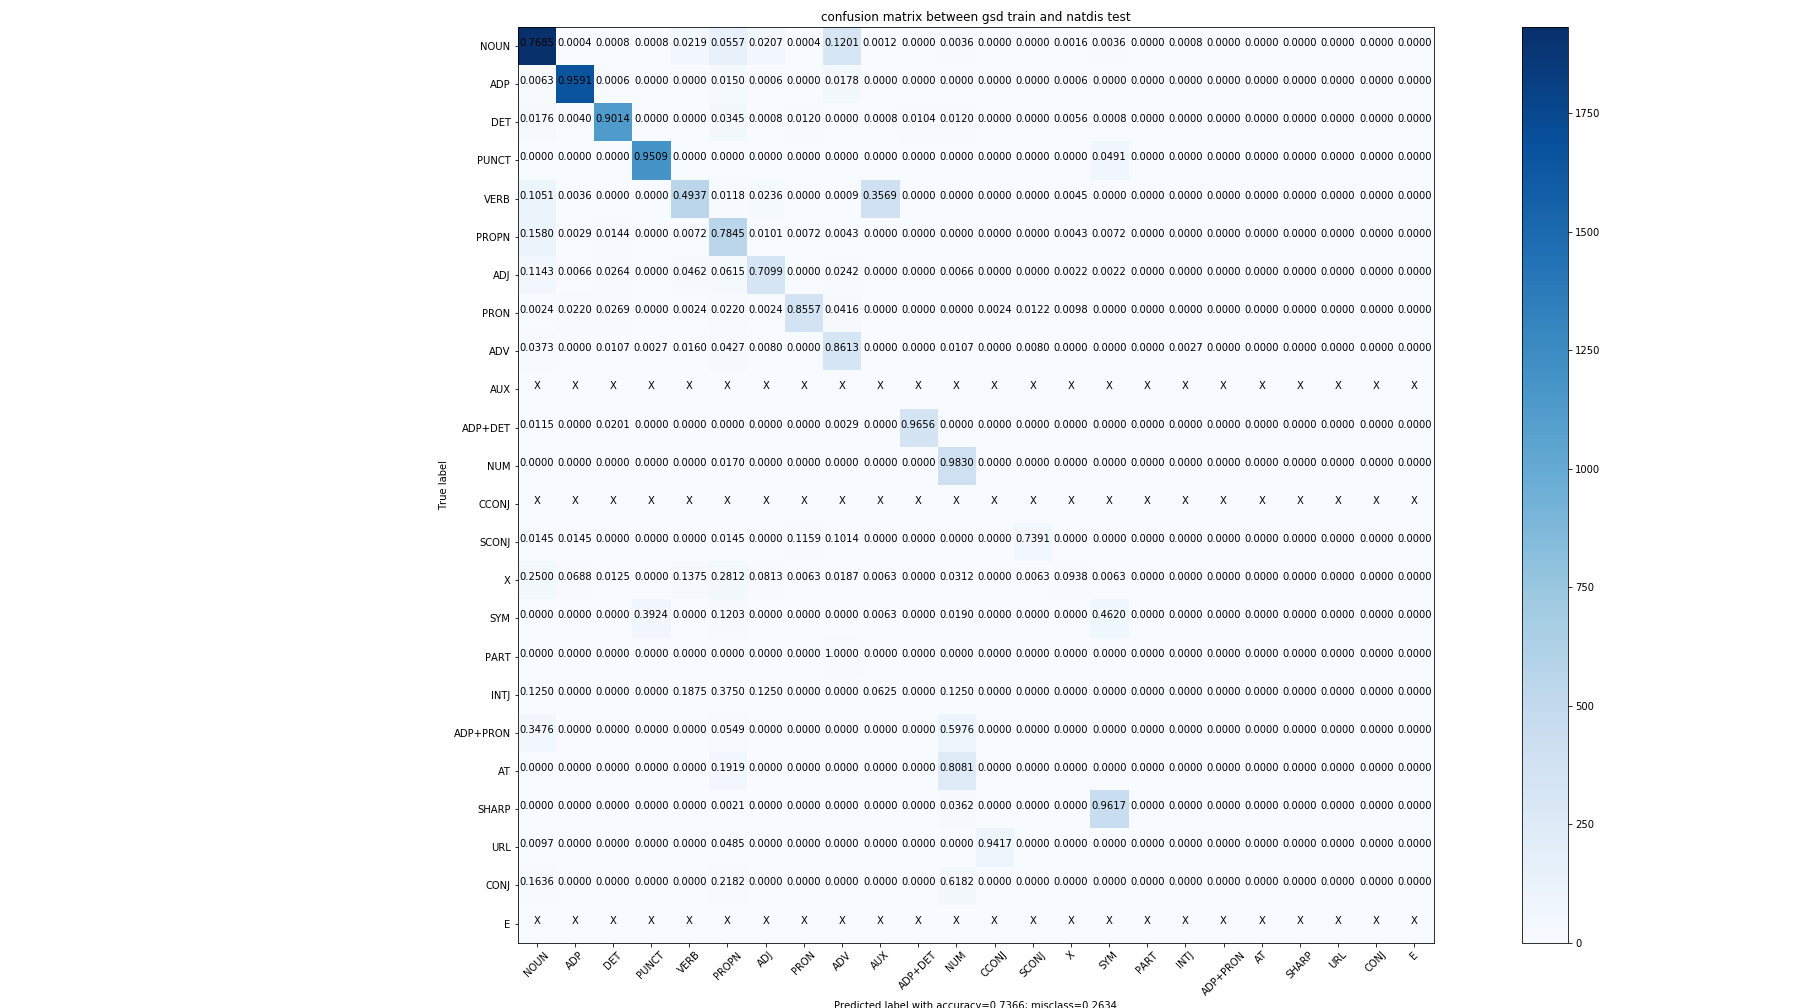 confusion matrix between gsd train and natdis test
NOUN 0.7685 0.0004 0.0008 0.0008 0.0219 0.0557 0.0207 0.0004 0.1201 0.0012 0.0000 0.0036 0.0000 0.0000 0.0016 0.0036 0.0000 0.0008 0.0000 0.0000 0.0000 0.0000 0.0000 0.0000
ADP 0.0063 0.9591 0.0006 0.0000 0.0000 0.0150 0.0006 0.0000 0.0178 0.0000 0.0000 0.0000 0.0000 0.0000 0.0006 0.0000 0.0000 0.0000 0.0000 0.0000 0.0000 0.0000 0.0000 0.0000
DET 0.0176 0.0040 0.9014 0.0000 0.0000 0.0345 0.0008 0.0120 0.0000 0.0008 0.0104 0.0120 0.0000 0.0000 0.0056 0.0008 0.0000 0.0000 0.0000 0.0000 0.0000 0.0000 0.0000 0.0000
1750
PUNCT 0.0000 0.0000 0.0000 0.9509 0.0000 0.0000 0.0000 0.0000 0.0000 0.0000 0.0000 0.0000 0.0000 0.0000 0.0000 0.0491 0.0000 0.0000 0.0000 0.0000 0.0000 0.0000 0.0000 0.0000
VERB 0.1051 0.0036 0.0000 0.0000 0.4937 0.0118 0.0236 0.0000 0.0009 0.3569 0.0000 0.0000 0.0000 0.0000 0.0045 0.0000 0.0000 0.0000 0.0000 0.0000 0.0000 0.0000 0.0000 0.0000
PROPN 0.1580 0.0029 0.0144 0.0000 0.0072 0.7845 0.0101 0.0072 0.0043 0.0000 0.0000 0.0000 0.0000 0.0000 0.0043 0.0072 0.0000 0.0000 0.0000 0.0000 0.0000 0.0000 0.0000 0.0000
1500
ADJ 0.1143 0.0066 0.0264 0.0000 0.0462 0.0615 0.7099 0.0000 0.0242 0.0000 0.0000 0.0066 0.0000 0.0000 0.0022 0.0022 0.0000 0.0000 0.0000 0.0000 0.0000 0.0000 0.0000 0.0000
PRON 0.0024 0.0220 0.0269 0.0000 0.0024 0.0220 0.0024 0.8557 0.0416 0.0000 0.0000 0.0000 0.0024 0.0122 0.0098 0.0000 0.0000 0.0000 0.0000 0.0000 0.0000 0.0000 0.0000 0.0000
ADV 0.0373 0.0000 0.0107 0.0027 0.0160 0.0427 0.0080 0.0000 0.8613 0.0000 0.0000 0.0107 0.0000 0.0080 0.0000 0.0000 0.0000 0.0027 0.0000 0.0000 0.0000 0.0000 0.0000 0.0000
1250
AUX X X X X X X X X X X X X X X X X X X X X X X X X
ADP+DET 0.0115 0.0000 0.0201 0.0000 0.0000 0.0000 0.0000 0.0000 0.0029 0.0000 0.9656 0.0000 0.0000 0.0000 0.0000 0.0000 0.0000 0.0000 0.0000 0.0000 0.0000 0.0000 0.0000 0.0000
NUM 0.0000 0.0000 0.0000 0.0000 0.0000 0.0170 0.0000 0.0000 0.0000 0.0000 0.0000 0.9830 0.0000 0.0000 0.0000 0.0000 0.0000 0.0000 0.0000 0.0000 0.0000 0.0000 0.0000 0.0000
1000
True label
CCONJ X X X X X X X X X X X X X X X X X X X X X X X X
SCONJ 0.0145 0.0145 0.0000 0.0000 0.0000 0.0145 0.0000 0.1159 0.1014 0.0000 0.0000 0.0000 0.0000 0.7391 0.0000 0.0000 0.0000 0.0000 0.0000 0.0000 0.0000 0.0000 0.0000 0.0000
X 0.2500 0.0688 0.0125 0.0000 0.1375 0.2812 0.0813 0.0063 0.0187 0.0063 0.0000 0.0312 0.0000 0.0063 0.0938 0.0063 0.0000 0.0000 0.0000 0.0000 0.0000 0.0000 0.0000 0.0000
750
SYM 0.0000 0.0000 0.0000 0.3924 0.0000 0.1203 0.0000 0.0000 0.0000 0.0063 0.0000 0.0190 0.0000 0.0000 0.0000 0.4620 0.0000 0.0000 0.0000 0.0000 0.0000 0.0000 0.0000 0.0000
PART 0.0000 0.0000 0.0000 0.0000 0.0000 0.0000 0.0000 0.0000 1.0000 0.0000 0.0000 0.0000 0.0000 0.0000 0.0000 0.0000 0.0000 0.0000 0.0000 0.0000 0.0000 0.0000 0.0000 0.0000
INTJ 0.1250 0.0000 0.0000 0.0000 0.1875 0.3750 0.1250 0.0000 0.0000 0.0625 0.0000 0.1250 0.0000 0.0000 0.0000 0.0000 0.0000 0.0000 0.0000 0.0000 0.0000 0.0000 0.0000 0.0000
500
ADP+PRON 0.3476 0.0000 0.0000 0.0000 0.0000 0.0549 0.0000 0.0000 0.0000 0.0000 0.0000 0.5976 0.0000 0.0000 0.0000 0.0000 0.0000 0.0000 0.0000 0.0000 0.0000 0.0000 0.0000 0.0000
AT 0.0000 0.0000 0.0000 0.0000 0.0000 0.1919 0.0000 0.0000 0.0000 0.0000 0.0000 0.8081 0.0000 0.0000 0.0000 0.0000 0.0000 0.0000 0.0000 0.0000 0.0000 0.0000 0.0000 0.0000
SHARP 0.0000 0.0000 0.0000 0.0000 0.0000 0.0021 0.0000 0.0000 0.0000 0.0000 0.0000 0.0362 0.0000 0.0000 0.0000 0.9617 0.0000 0.0000 0.0000 0.0000 0.0000 0.0000 0.0000 0.0000
250
URL 0.0097 0.0000 0.0000 0.0000 0.0000 0.0485 0.0000 0.0000 0.0000 0.0000 0.0000 0.0000 0.9417 0.0000 0.0000 0.0000 0.0000 0.0000 0.0000 0.0000 0.0000 0.0000 0.0000 0.0000
CONJ 0.1636 0.0000 0.0000 0.0000 0.0000 0.2182 0.0000 0.0000 0.0000 0.0000 0.0000 0.6182 0.0000 0.0000 0.0000 0.0000 0.0000 0.0000 0.0000 0.0000 0.0000 0.0000 0.0000 0.0000
E X X X X X X X X X X X X X X X X X X X X X X X X
0
NOUN ADP DET PUNCT VERB PROPN ADJ PRON ADV AUX ADP+DET NUM CCONJ SCONJ X SYM PART INTJ ADP+PRON AT SHARP URL CONJ E
Predicted label with accuracy=0.7366; misclass=0.2634